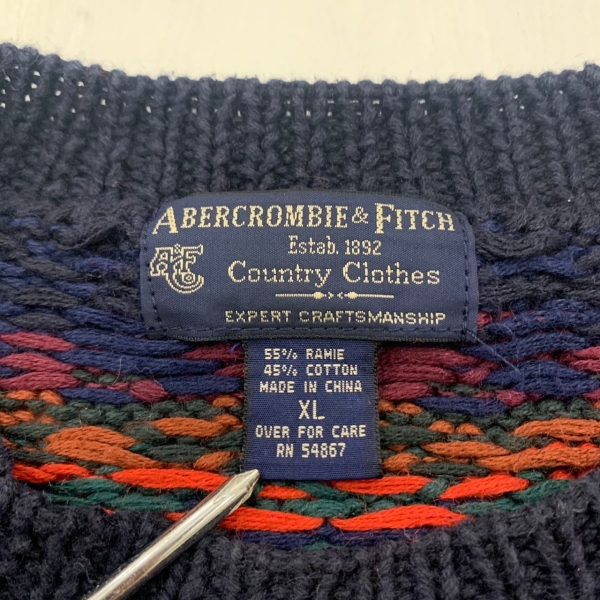 ABERCROMBIE & FITCH
Estab. 1892
A&F Co
Country Clothes
EXPERT CRAFTSMANSHIP
55% RAMIE
45% COTTON
MADE IN CHINA
XL
OVER FOR CARE
RN 54867